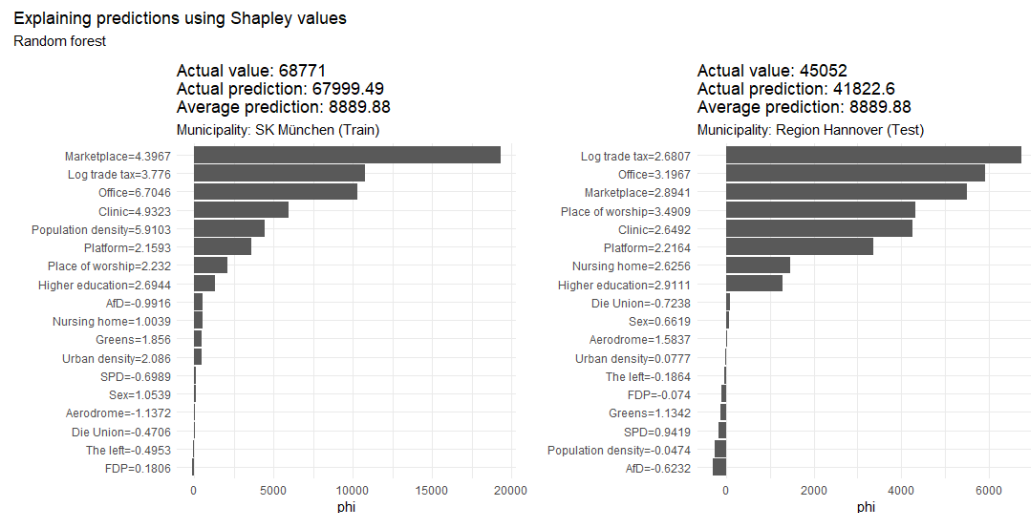 Explaining predictions using Shapley values
Random forest
Actual value: 68771
Actual prediction: 67999.49
Average prediction: 8889.88
Municipality: SK München (Train)
Marketplace=4.3967
Log trade tax=3.776
Office=6.7046
Clinic=4.9323
Population density=5.9103
Platform=2.1593
Place of worship=2.232
Higher education=2.6944
AfD=-0.9916
Nursing home=1.0039
Greens=1.856
Urban density=2.086
SPD=-0.6989
Sex=1.0539
Aerodrome=-1.1372
Die Union=-0.4706
The left=-0.4953
FDP=0.1806
0 5000 10000 15000 20000
phi
Actual value: 45052
Actual prediction: 41822.6
Average prediction: 8889.88
Municipality: Region Hannover (Test)
Log trade tax=2.6807
Office=3.1967
Marketplace=2.8941
Place of worship=3.4909
Clinic=2.6492
Platform=2.2164
Nursing home=2.6256
Higher education=2.9111
Die Union=-0.7238
Sex=0.6619
Aerodrome=1.5837
Urban density=0.0777
The left=-0.1864
FDP=-0.074
Greens=1.1342
SPD=0.9419
Population density=-0.0474
AfD=-0.6232
0 2000 4000 6000
phi